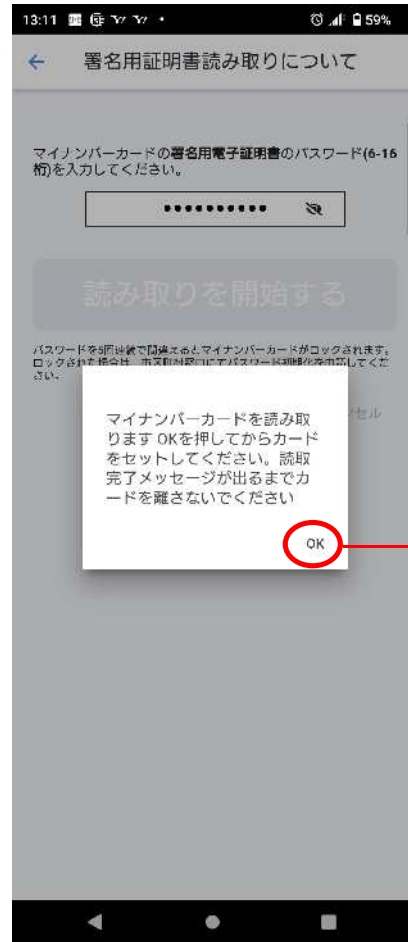 13:11
59%
署名用証明書読み取りについて
マイナンバーカードの署名用電子証明書のパスワード(6-16
桁)を入力してください。
••••••••••
読み取りを開始する
パスワードを5回連続で間違えるとマイナンバーカードがロックされます。
ロックされた場合は、市区町村窓口にてパスワード初期化を申請してくだ
さい。
マイナンバーカードを読み取
ります OKを押してからカード
をセットしてください。読取
完了メッセージが出るまでカ
ードを離さないでください
OK